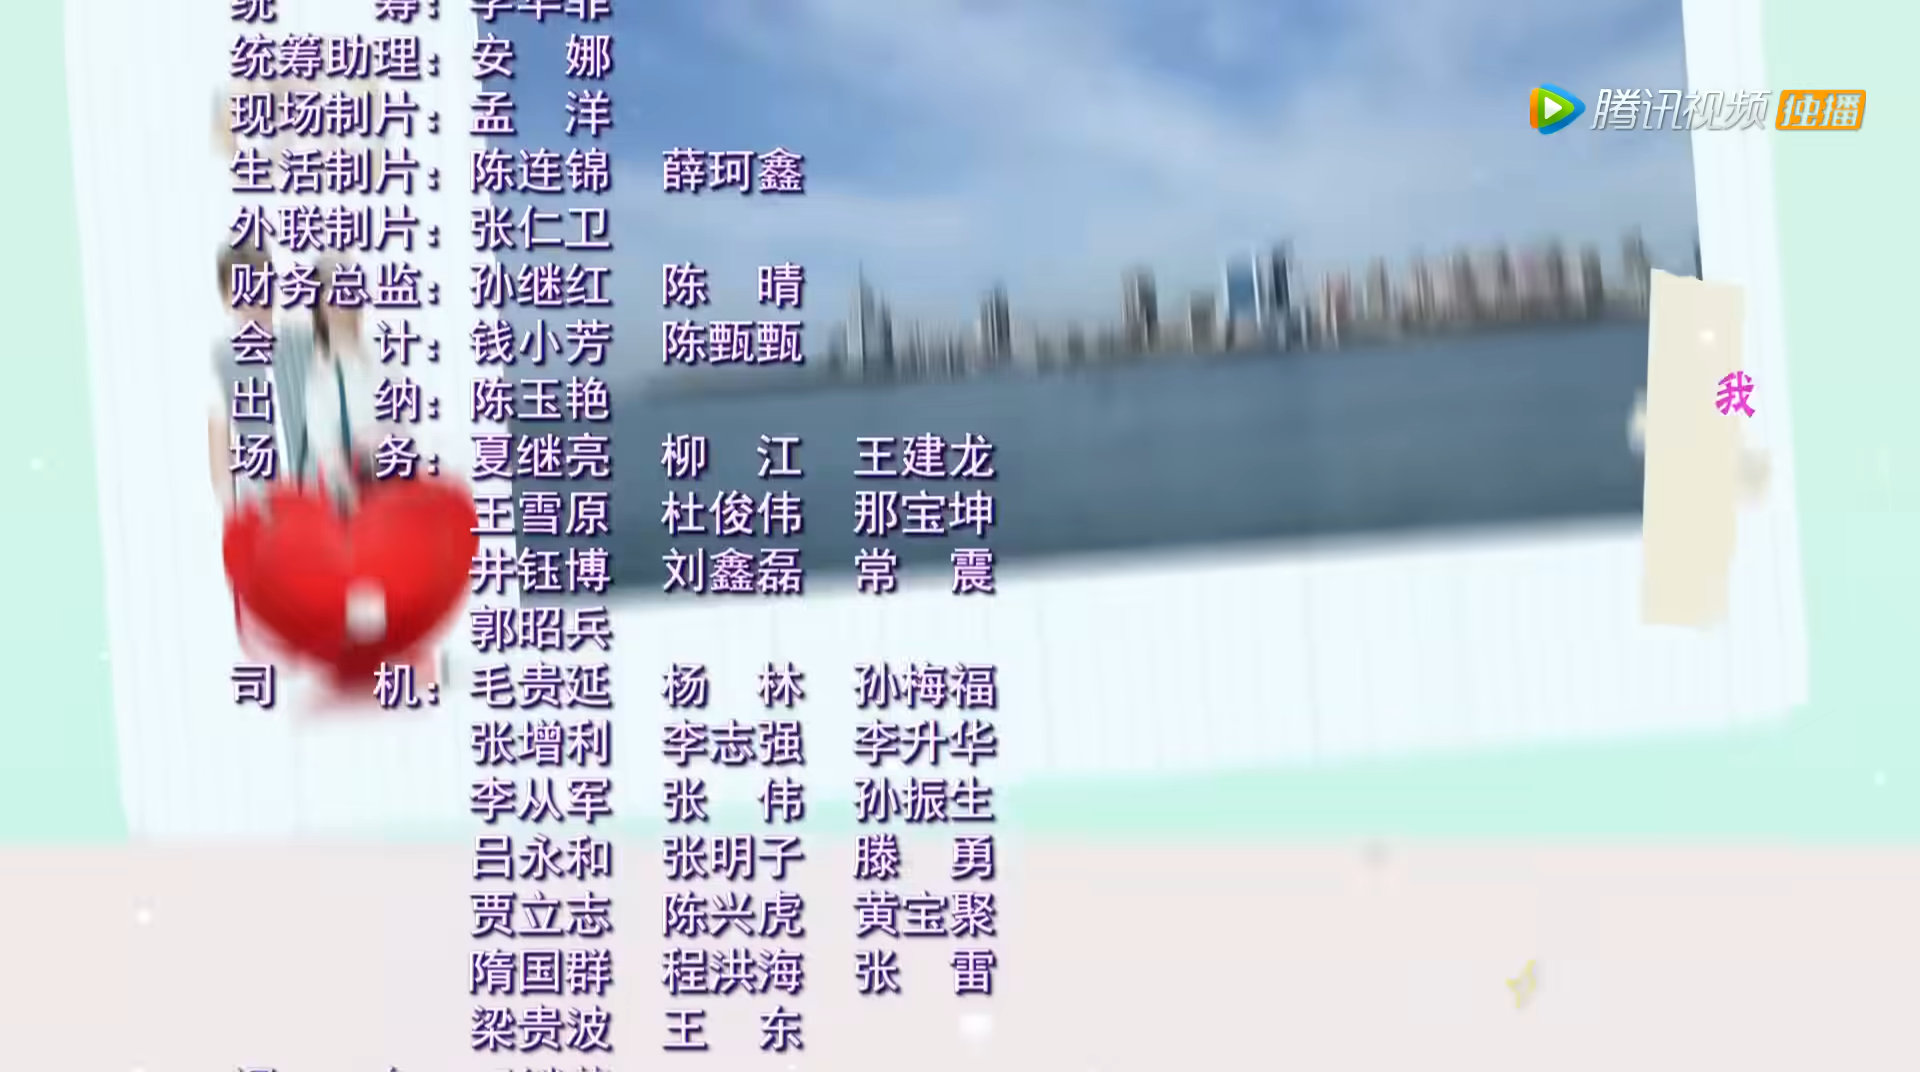 统筹助理：安 娜
现场制片：孟 洋
生活制片：陈连锦 薛珂鑫
外联制片：张仁卫
财务总监：孙继红 陈 晴
会 计：钱小芳 陈甄甄
出 纳：陈玉艳
场 务：夏继亮 柳 江 王建龙
王雪原 杜俊伟 那宝坤
井钰博 刘鑫磊 常 震
郭昭兵
司 机：毛贵延 杨 林 孙梅福
张增利 李志强 李升华
李从军 张 伟 孙振生
吕永和 张明子 滕 勇
贾立志 陈兴虎 黄宝聚
隋国群 程洪海 张 雷
梁贵波 王 东
腾讯视频 独播
我